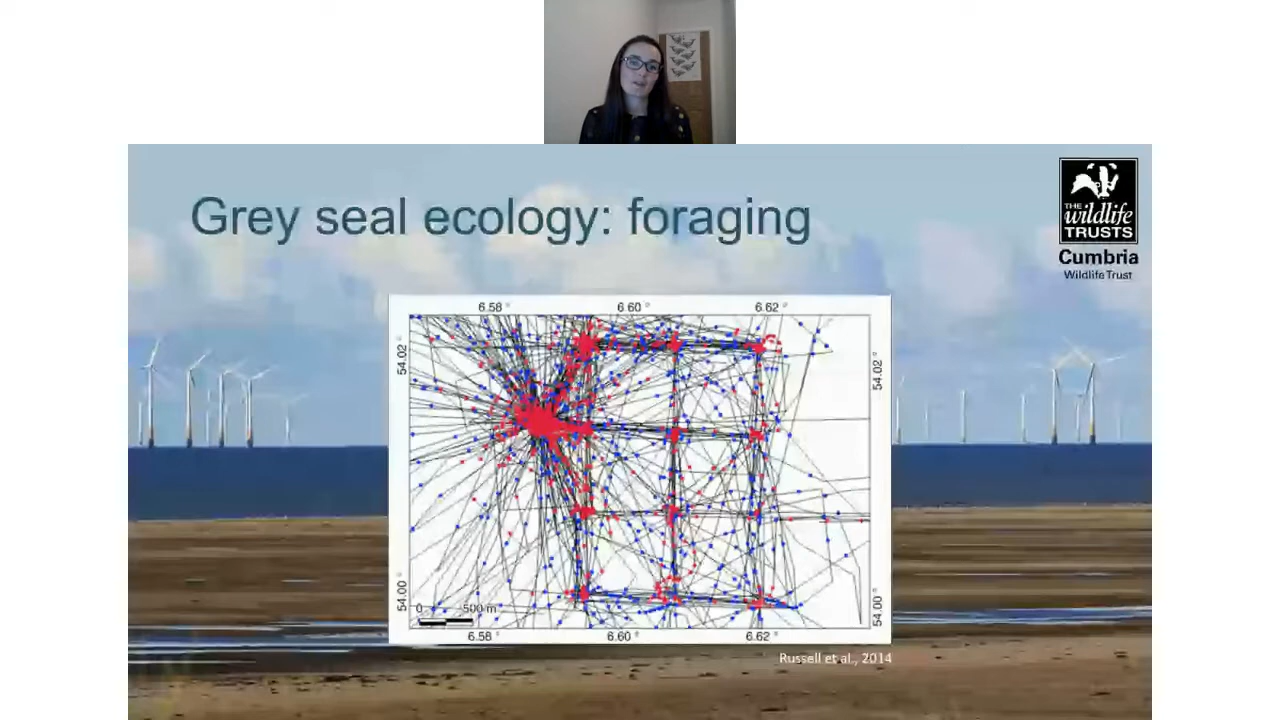 Grey seal ecology: foraging
THE
wildlife
TRUSTS
Cumbria
Wildlife Trust
6.58 ° 6.60 ° 6.62 °
54.02 ° 54.02 °
54.00 ° 54.00 °
0 500 m
6.58 ° 6.60 ° 6.62 °
Russell et al., 2014